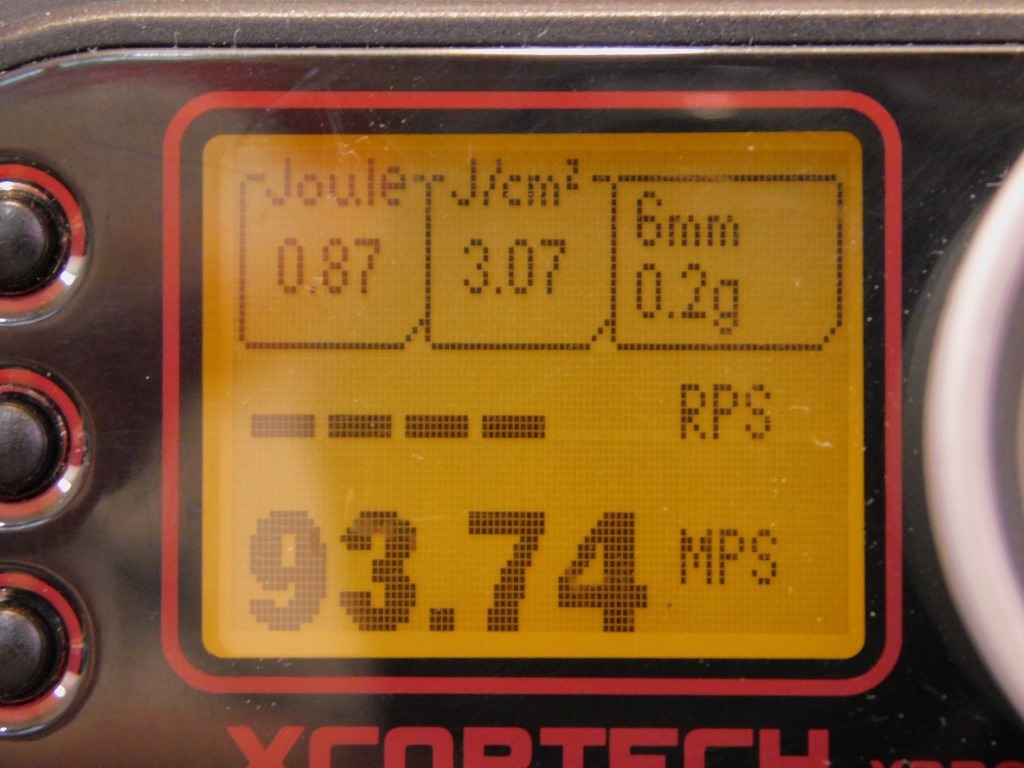 Joule J/cm² 6mm
0.87 3.07 0.2g
---- RPS
93.74 MPS
XCORTECH